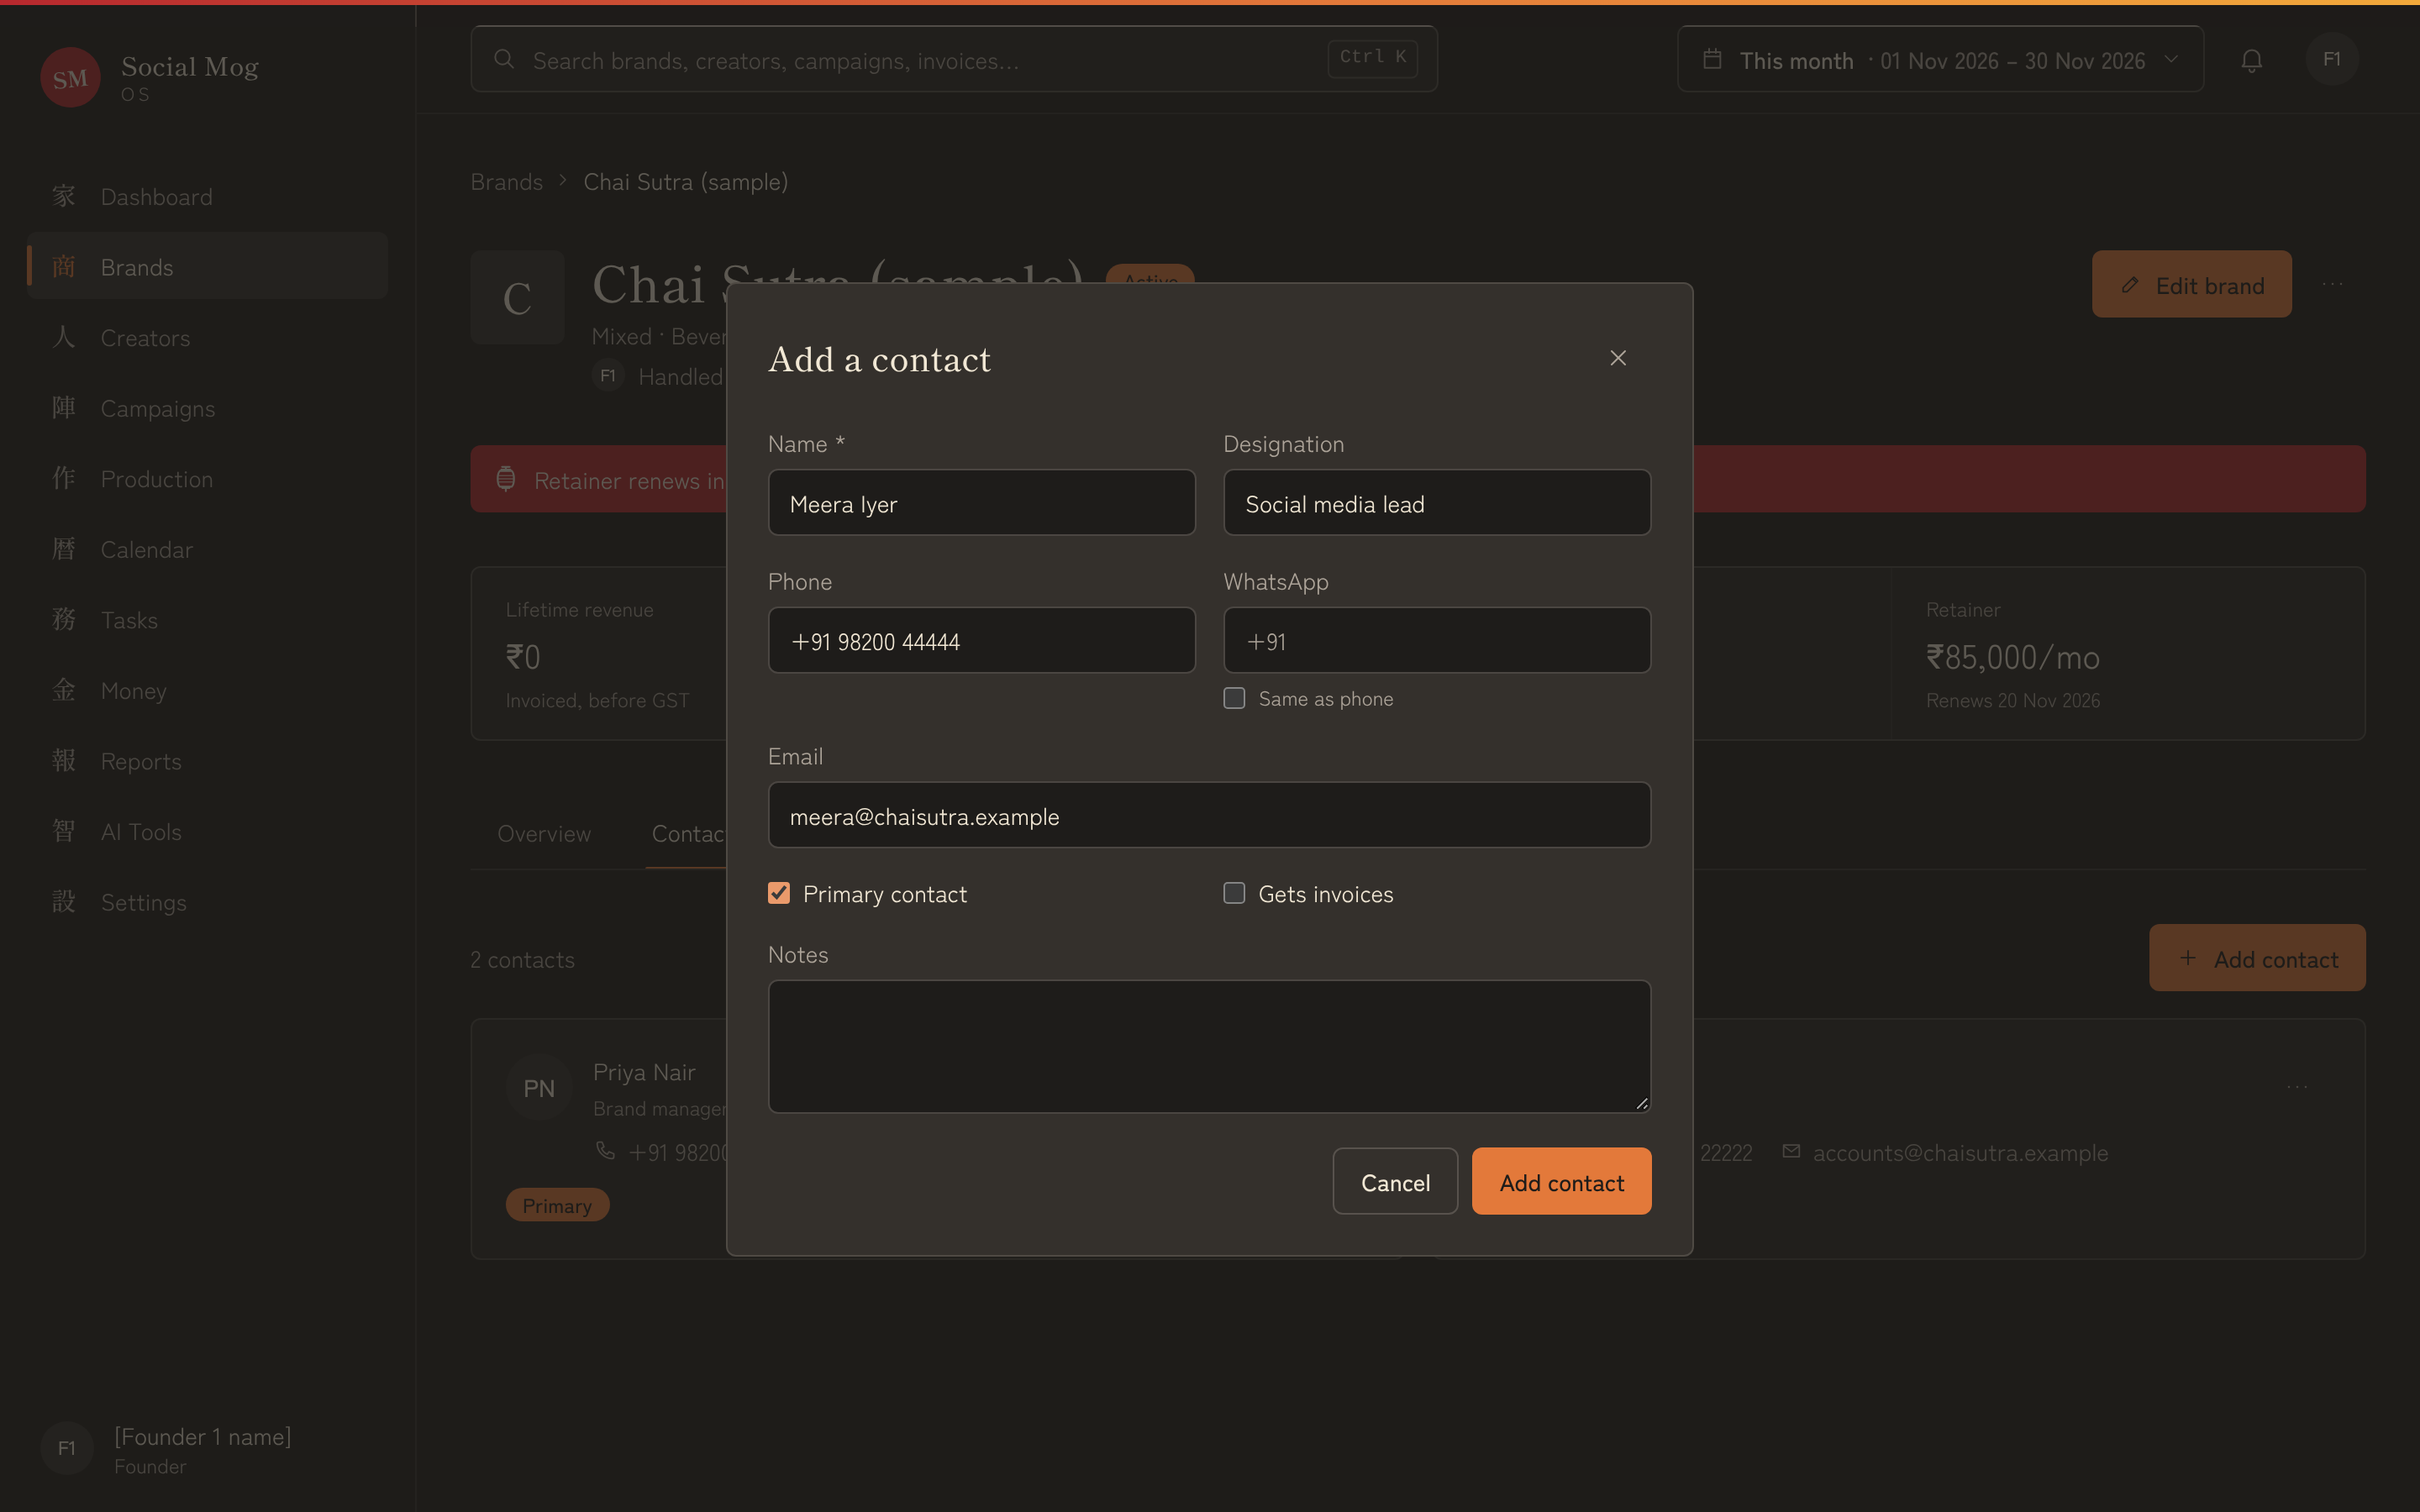 SM
Social Mog
OS
Search brands, creators, campaigns, invoices...
Ctrl K
This month · 01 Nov 2026 – 30 Nov 2026
F1
家 Dashboard
商 Brands
人 Creators
陣 Campaigns
作 Production
暦 Calendar
務 Tasks
金 Money
報 Reports
智 AI Tools
設 Settings
[Founder 1 name]
F1
Founder
Brands > Chai Sutra (sample)
C
Chai Sutra (sample)
Active
Edit brand
...
Mixed · Bever
F1 Handled
Retainer renews in
Lifetime revenue
₹0
Invoiced, before GST
Retainer
₹85,000/mo
Renews 20 Nov 2026
Overview
Contac
2 contacts
+ Add contact
PN
Priya Nair
Brand manager
+91 98200
Primary
...
22222
accounts@chaisutra.example
Add a contact
Name *
Meera Iyer
Designation
Social media lead
Phone
+91 98200 44444
WhatsApp
+91
Same as phone
Email
meera@chaisutra.example
Primary contact
Gets invoices
Notes
Cancel
Add contact